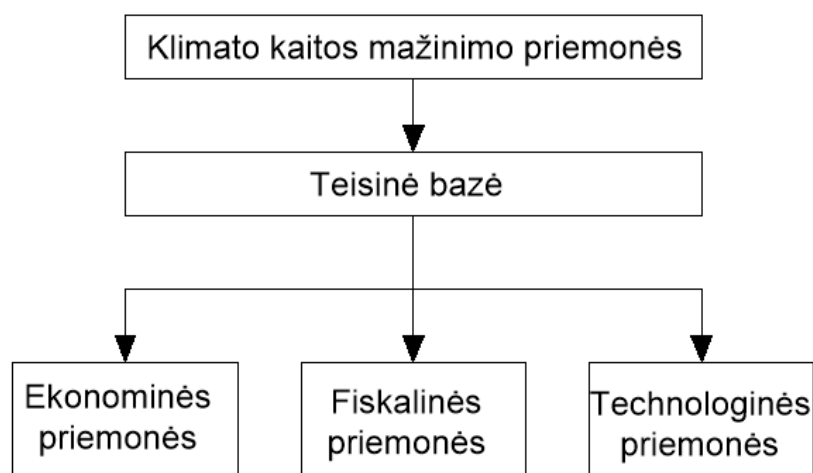 Klimato kaitos mažinimo priemonės
Teisinė bazė
Ekonominės
priemonės
Fiskalinės
priemonės
Technologinės
priemonės